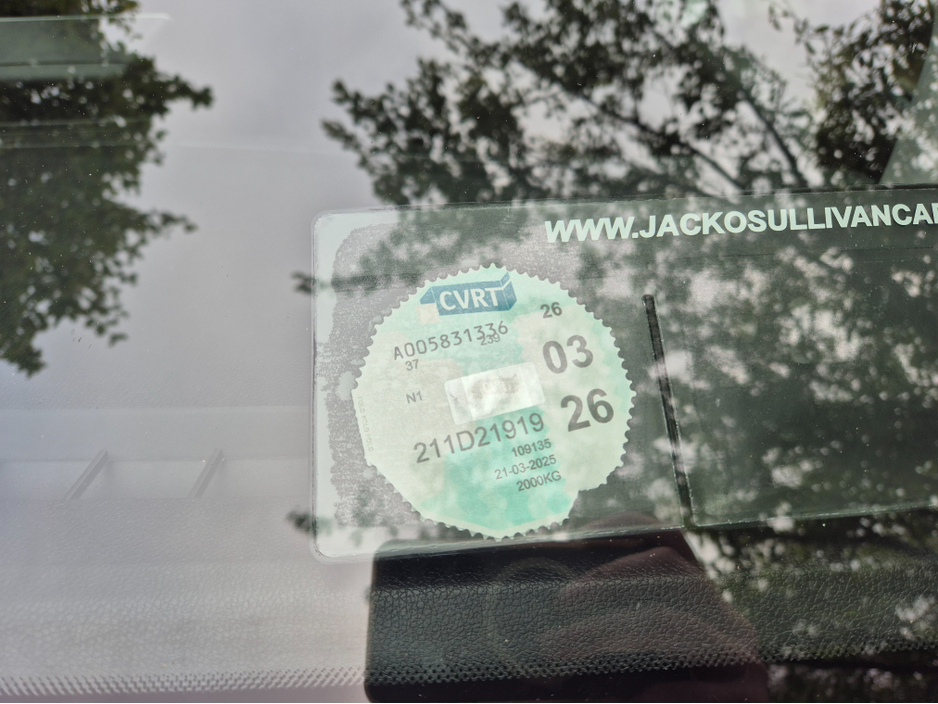 WWW.JACKOSULLIVANCA
CVRT
26
A005831336
239
37
03
N1
26
211D21919
109135
21-03-2025
2000KG